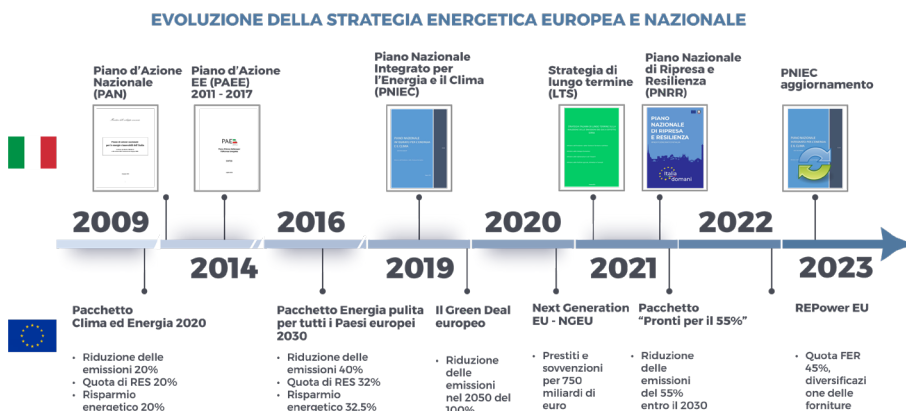 EVOLUZIONE DELLA STRATEGIA ENERGETICA EUROPEA E NAZIONALE
Piano d'Azione
Nazionale
(PAN)
Piano d'Azione
EE (PAEE)
2011 - 2017
Piano Nazionale
Integrato per
l'Energia e il Clima
(PNIEC)
Strategia di
lungo termine
(LTS)
Piano Nazionale
di Ripresa e
Resilienza
(PNRR)
PNIEC
aggiornamento
PAES
PIANO
NAZIONALE
DI RIPRESA
E RESILIENZA
italia
domani
2009
2014
2016
2019
2020
2021
2022
2023
Pacchetto
Clima ed Energia 2020
• Riduzione delle
emissioni 20%
• Quota di RES 20%
• Risparmio
energetico 20%
Pacchetto Energia pulita
per tutti i Paesi europei
2030
• Riduzione delle
emissioni 40%
• Quota di RES 32%
• Risparmio
energetico 32,5%
Il Green Deal
europeo
• Riduzione
delle
emissioni
nel 2050 del
100%
Next Generation
EU - NGEU
• Prestiti e
sovvenzioni
per 750
miliardi di
euro
Pacchetto
"Pronti per il 55%"
• Riduzione
delle
emissioni
del 55%
entro il 2030
REPower EU
• Quota FER
45%,
diversificazi
one delle
forniture